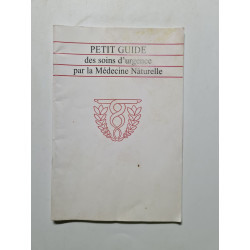 PETIT GUIDE
des soins d'urgence
par la Médecine Naturelle